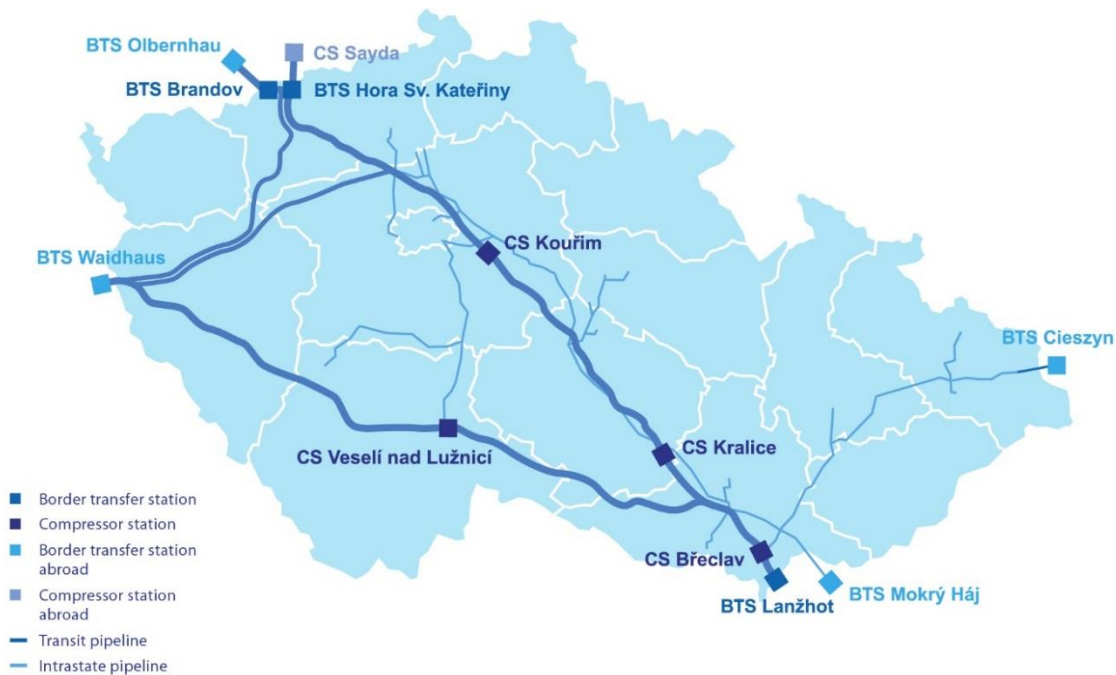 BTS Olbernhau
CS Sayda
BTS Brandov
BTS Hora Sv. Kateřiny
CS Kouřim
BTS Waidhaus
BTS Cieszyn
CS Veselí nad Lužnicí
CS Kralice
CS Břeclav
BTS Lanžhot
BTS Mokrý Háj
Border transfer station
Compressor station
Border transfer station
abroad
Compressor station
abroad
Transit pipeline
Intrastate pipeline